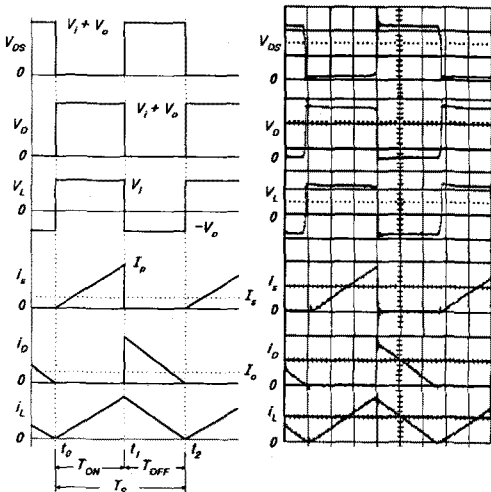 V_i + V_o
V_DS
0
V_DS
0
V_i + V_o
V_D
0
V_D
0
V_L
V_i
0
-V_o
V_L
0
I_p
i_s
I_s
0
i_s
0
i_D
I_o
0
i_D
0
i_L
0
t_0
t_1
t_2
i_L
0
T_ON
T_OFF
T_s